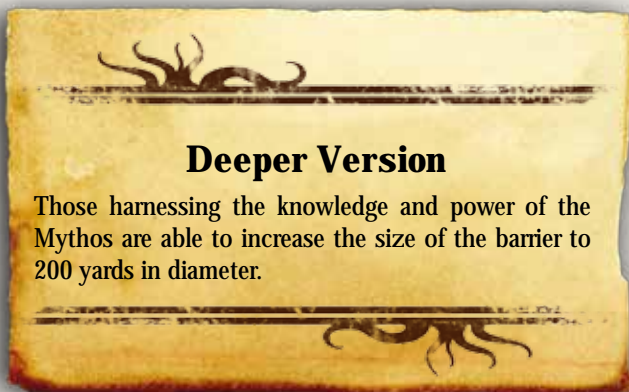 Deeper Version
Those harnessing the knowledge and power of the
Mythos are able to increase the size of the barrier to
200 yards in diameter.